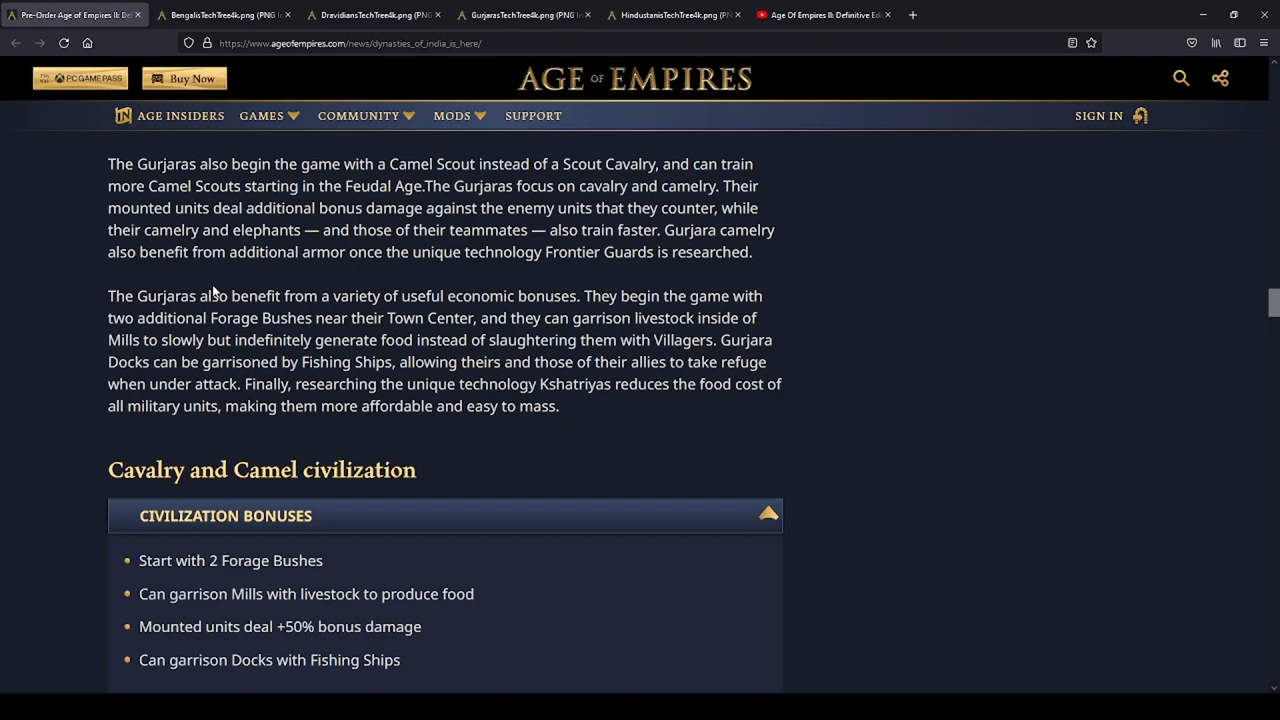 Pre-Order Age of Empires II: Defi
BengalisTechTree4k.png (PNG I
DravidiansTechTree4k.png (PNG
GurjarasTechTree4k.png (PNG In
HindustanisTechTree4k.png (PN
Age Of Empires II: Definitive Edi
https://www.ageofempires.com/news/dynasties_of_india_is_here/
PC GAME PASS
Buy Now
AGE OF EMPIRES
AGE INSIDERS
GAMES
COMMUNITY
MODS
SUPPORT
SIGN IN
The Gurjaras also begin the game with a Camel Scout instead of a Scout Cavalry, and can train
more Camel Scouts starting in the Feudal Age.The Gurjaras focus on cavalry and camelry. Their
mounted units deal additional bonus damage against the enemy units that they counter, while
their camelry and elephants — and those of their teammates — also train faster. Gurjara camelry
also benefit from additional armor once the unique technology Frontier Guards is researched.
The Gurjaras also benefit from a variety of useful economic bonuses. They begin the game with
two additional Forage Bushes near their Town Center, and they can garrison livestock inside of
Mills to slowly but indefinitely generate food instead of slaughtering them with Villagers. Gurjara
Docks can be garrisoned by Fishing Ships, allowing theirs and those of their allies to take refuge
when under attack. Finally, researching the unique technology Kshatriyas reduces the food cost of
all military units, making them more affordable and easy to mass.
Cavalry and Camel civilization
CIVILIZATION BONUSES
Start with 2 Forage Bushes
Can garrison Mills with livestock to produce food
Mounted units deal +50% bonus damage
Can garrison Docks with Fishing Ships